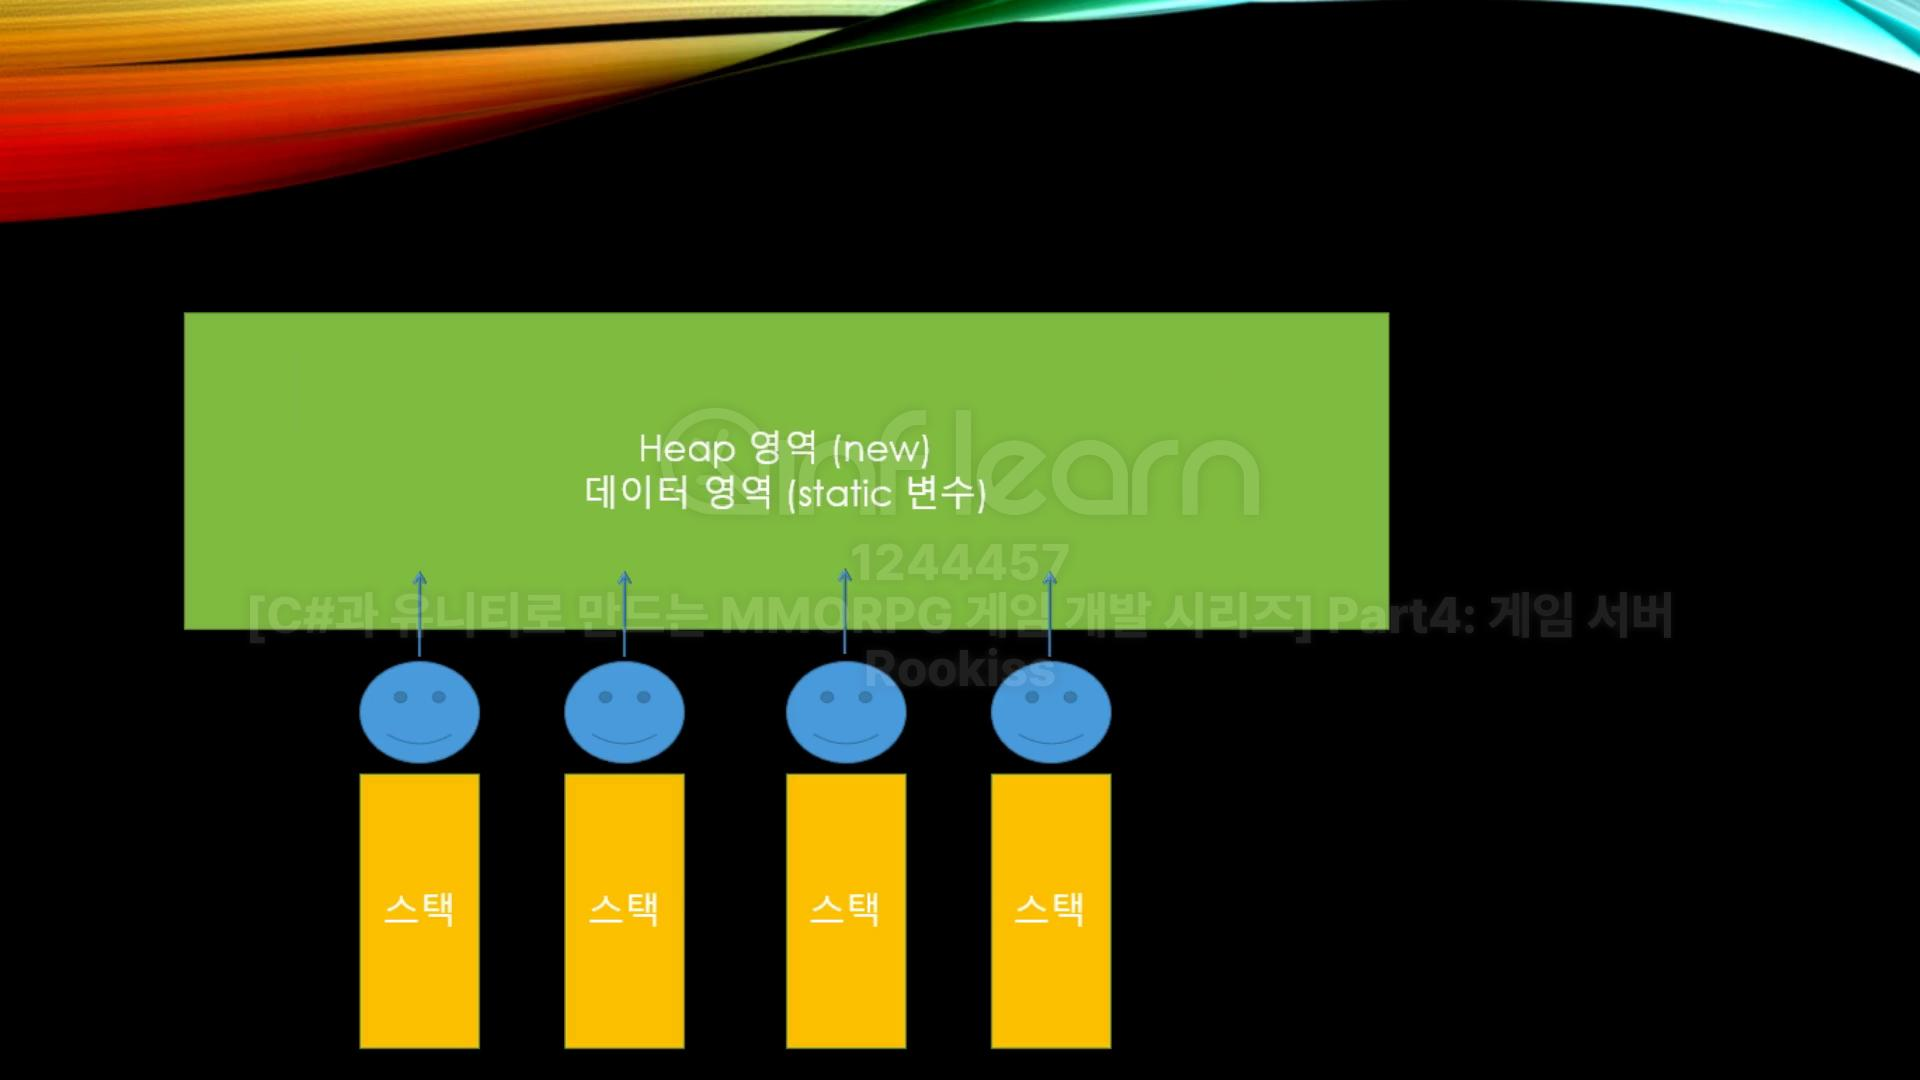 Heap 영역 (new)
데이터 영역 (static 변수)
inflearn
1244457
[C#과 유니티로 만드는 MMORPG 게임 개발 시리즈] Part4: 게임 서버
Rookiss
스택 스택 스택 스택